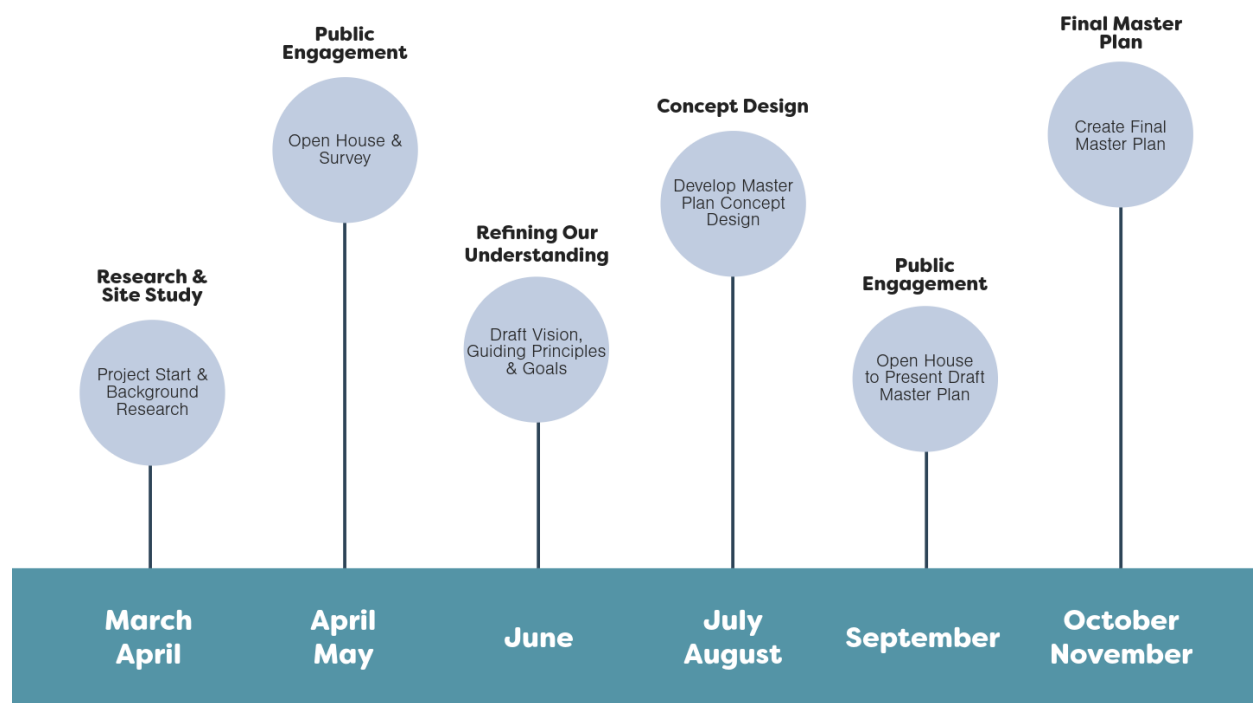 Research &
Site Study
Project Start &
Background
Research
March
April
Public
Engagement
Open House &
Survey
April
May
Refining Our
Understanding
Draft Vision,
Guiding Principles
& Goals
June
Concept Design
Develop Master
Plan Concept
Design
July
August
Public
Engagement
Open House
to Present Draft
Master Plan
September
Final Master
Plan
Create Final
Master Plan
October
November